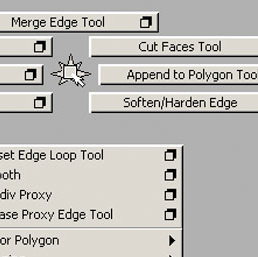 Merge Edge Tool
Cut Faces Tool
Append to Polygon Tool
Soften/Harden Edge
set Edge Loop Tool
ooth
div Proxy
ase Proxy Edge Tool
or Polygon